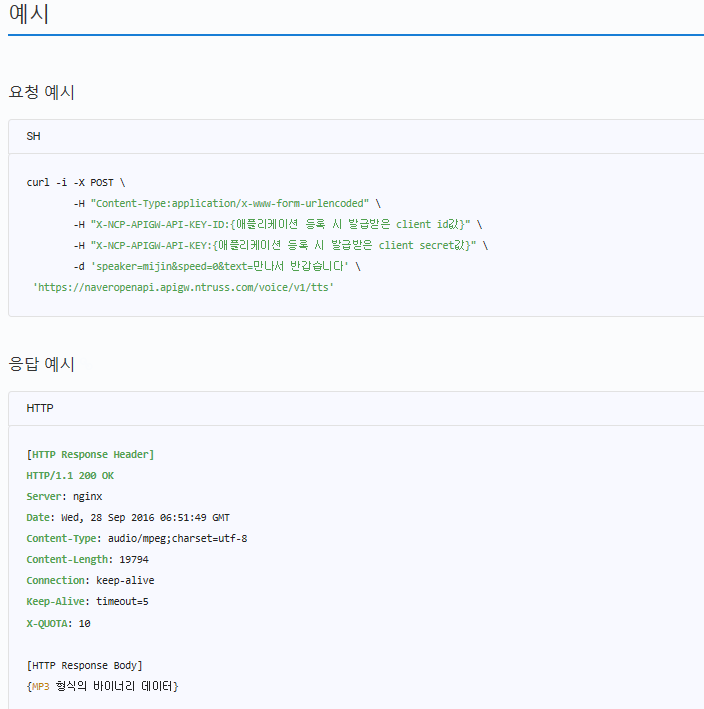 예시
요청 예시
SH
curl -i -X POST \
-H "Content-Type:application/x-www-form-urlencoded" \
-H "X-NCP-APIGW-API-KEY-ID:{애플리케이션 등록 시 발급받은 client id값}" \
-H "X-NCP-APIGW-API-KEY:{애플리케이션 등록 시 발급받은 client secret값}" \
-d 'speaker=mijin&speed=0&text=만나서 반갑습니다' \
'https://naveropenapi.apigw.ntruss.com/voice/v1/tts'
응답 예시
HTTP
[HTTP Response Header]
HTTP/1.1 200 OK
Server: nginx
Date: Wed, 28 Sep 2016 06:51:49 GMT
Content-Type: audio/mpeg;charset=utf-8
Content-Length: 19794
Connection: keep-alive
Keep-Alive: timeout=5
X-QUOTA: 10
[HTTP Response Body]
{MP3 형식의 바이너리 데이터}